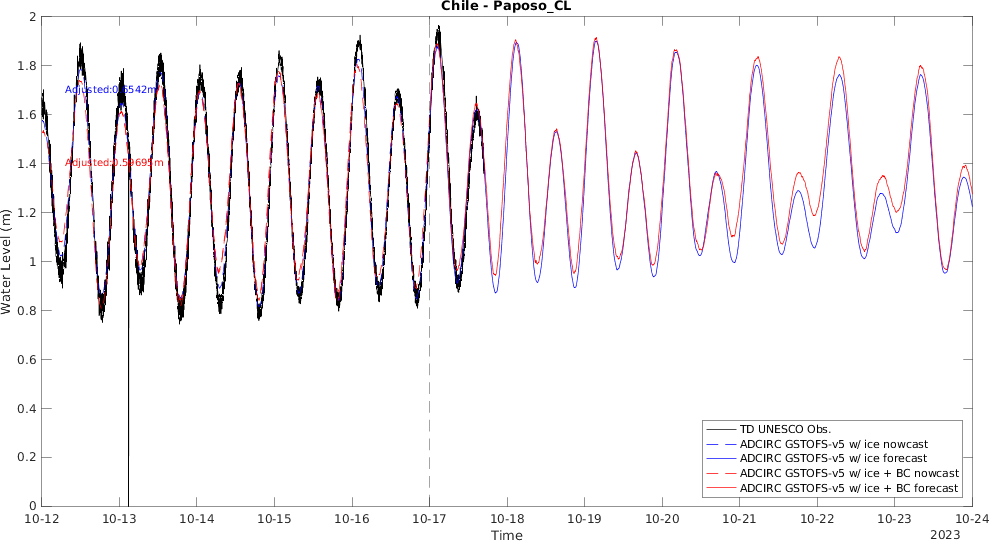 Chile - Paposo_CL
2
1.8
1.6
1.4
1.2
1
0.8
0.6
0.4
0.2
0
Water Level (m)
Adjusted:0.6542m
Adjusted:0.59695m
TD UNESCO Obs.
ADCIRC GSTOFS-v5 w/ ice nowcast
ADCIRC GSTOFS-v5 w/ ice forecast
ADCIRC GSTOFS-v5 w/ ice + BC nowcast
ADCIRC GSTOFS-v5 w/ ice + BC forecast
10-12 10-13 10-14 10-15 10-16 10-17 10-18 10-19 10-20 10-21 10-22 10-23 10-24
Time
2023